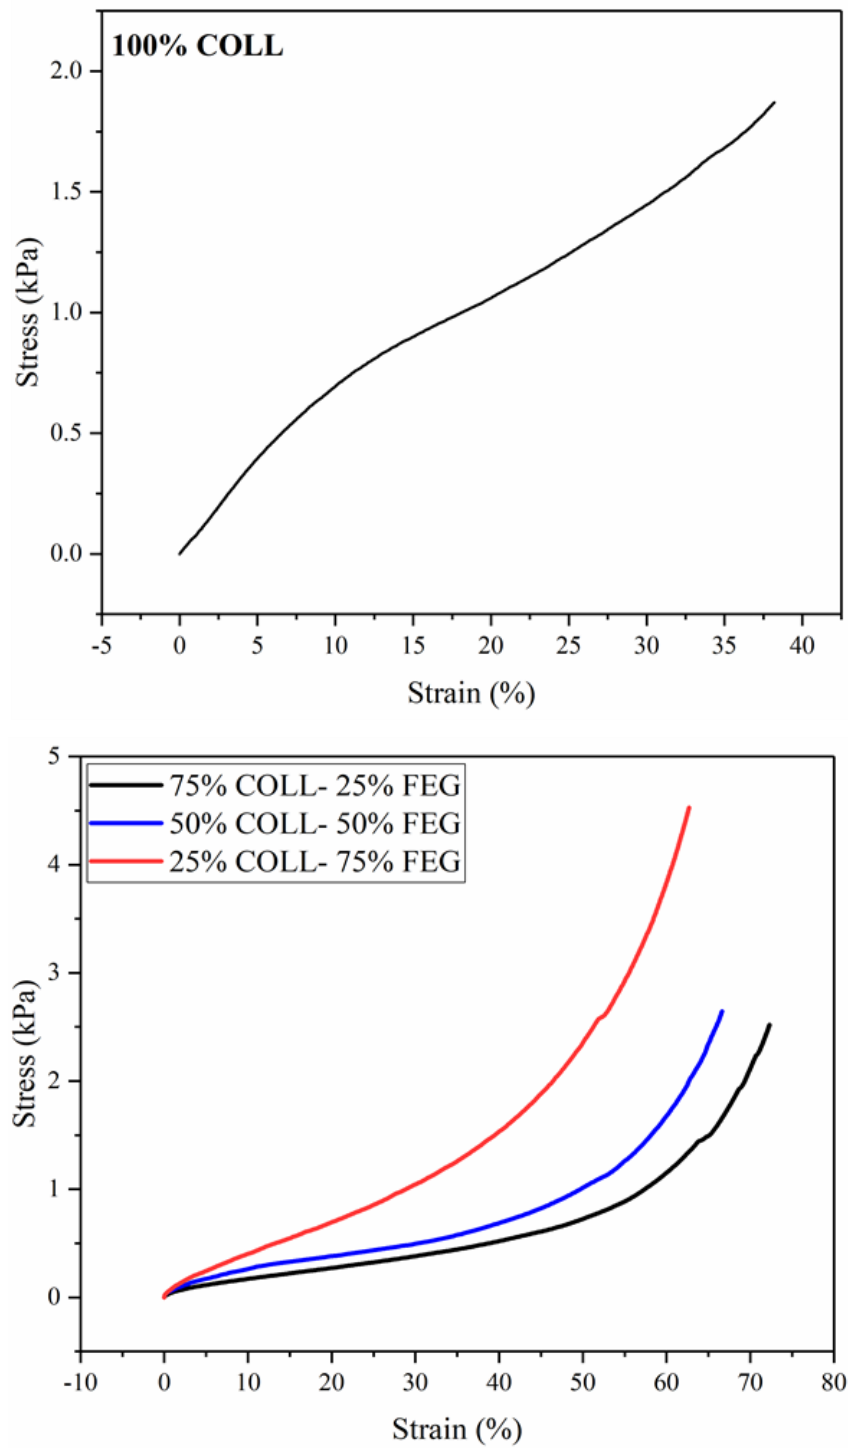 100% COLL
2.0
1.5
1.0
0.5
0.0
Stress (kPa)
-5 0 5 10 15 20 25 30 35 40
Strain (%)
75% COLL- 25% FEG
50% COLL- 50% FEG
25% COLL- 75% FEG
5
4
3
2
1
0
Stress (kPa)
-10 0 10 20 30 40 50 60 70 80
Strain (%)